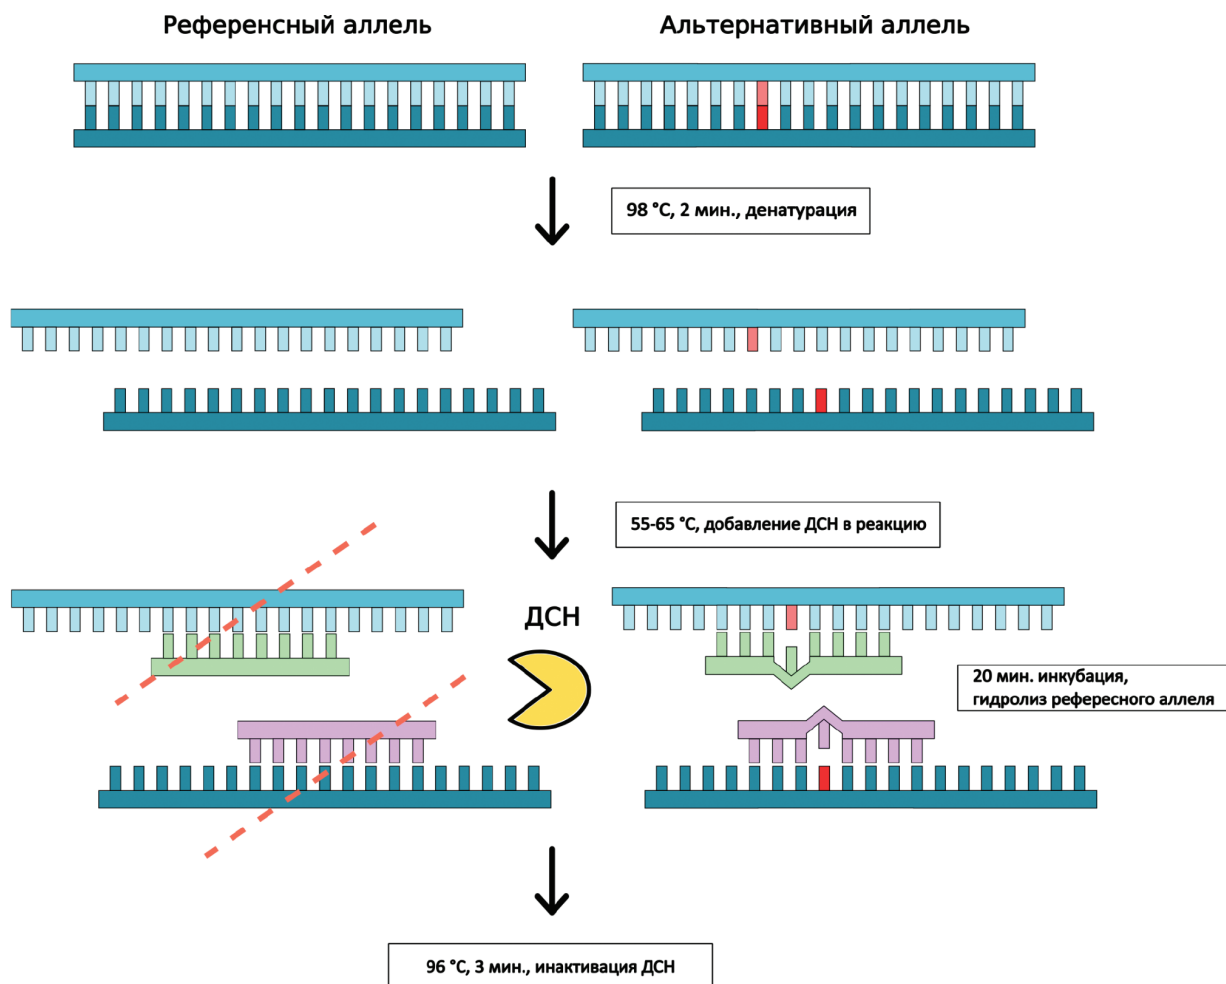 Референсный аллель
Альтернативный аллель
98 °C, 2 мин., денатурация
55-65 °C, добавление ДСН в реакцию
ДСН
20 мин. инкубация,
гидролиз рефересного аллеля
96 °C, 3 мин., инактивация ДСН